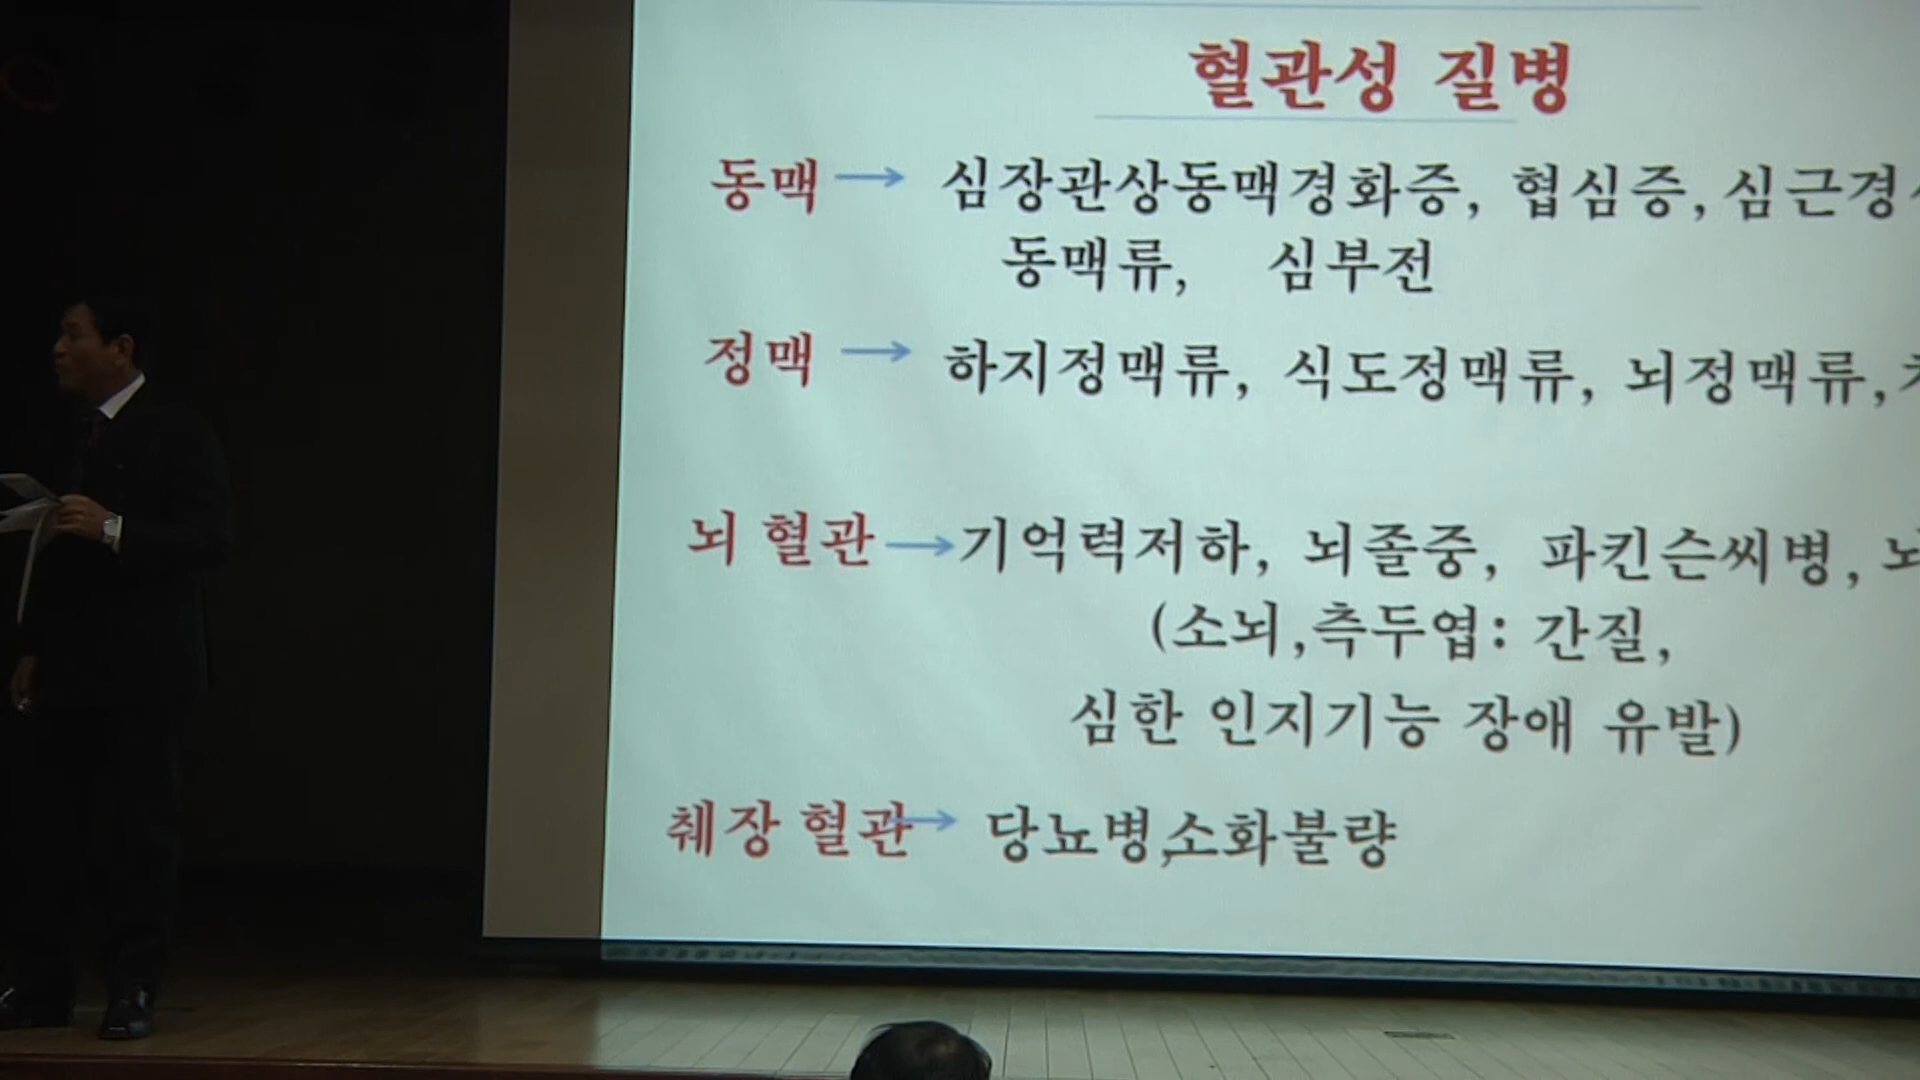 혈관성 질병
동맥 → 심장관상동맥경화증, 협심증, 심근경
동맥류, 심부전
정맥 → 하지정맥류, 식도정맥류, 뇌정맥류,
뇌 혈관 → 기억력저하, 뇌졸중, 파킨슨씨병,
(소뇌,측두엽: 간질,
심한 인지기능 장애 유발)
췌장 혈관 → 당뇨병,소화불량